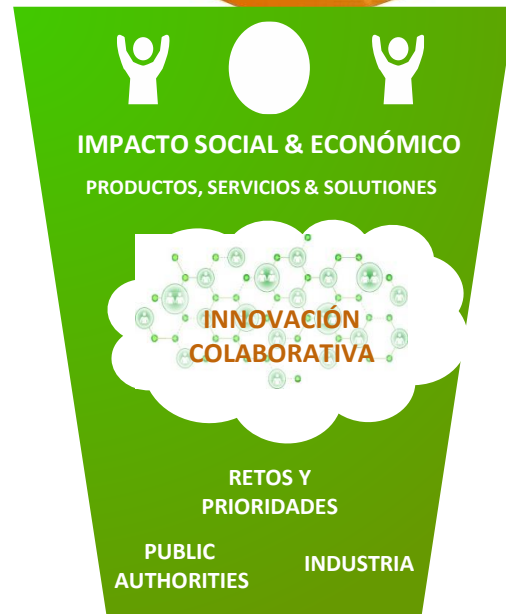 IMPACTO SOCIAL & ECONÓMICO
PRODUCTOS, SERVICIOS & SOLUTIONES
INNOVACIÓN
COLABORATIVA
RETOS Y
PRIORIDADES
PUBLIC
AUTHORITIES
INDUSTRIA